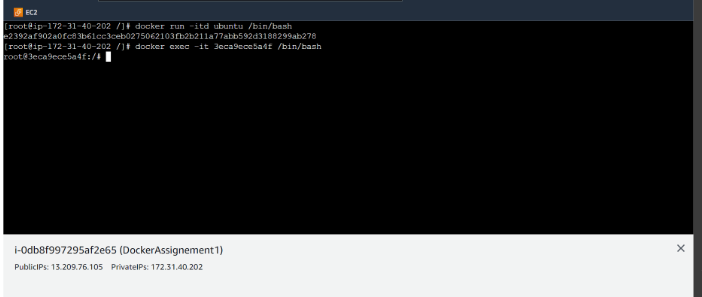 EC2
[root@ip-172-31-40-202 /]# docker run -itd ubuntu /bin/bash
e2392af902a0fc83b61cc3ceb0275062103fb2b211a77abb592d3188299ab278
[root@ip-172-31-40-202 /]# docker exec -it 3eca9ece5a4f /bin/bash
root@3eca9ece5a4f:/#
i-0db8f997295af2e65 (DockerAssignement1)
PublicIPs: 13.209.76.105 PrivateIPs: 172.31.40.202